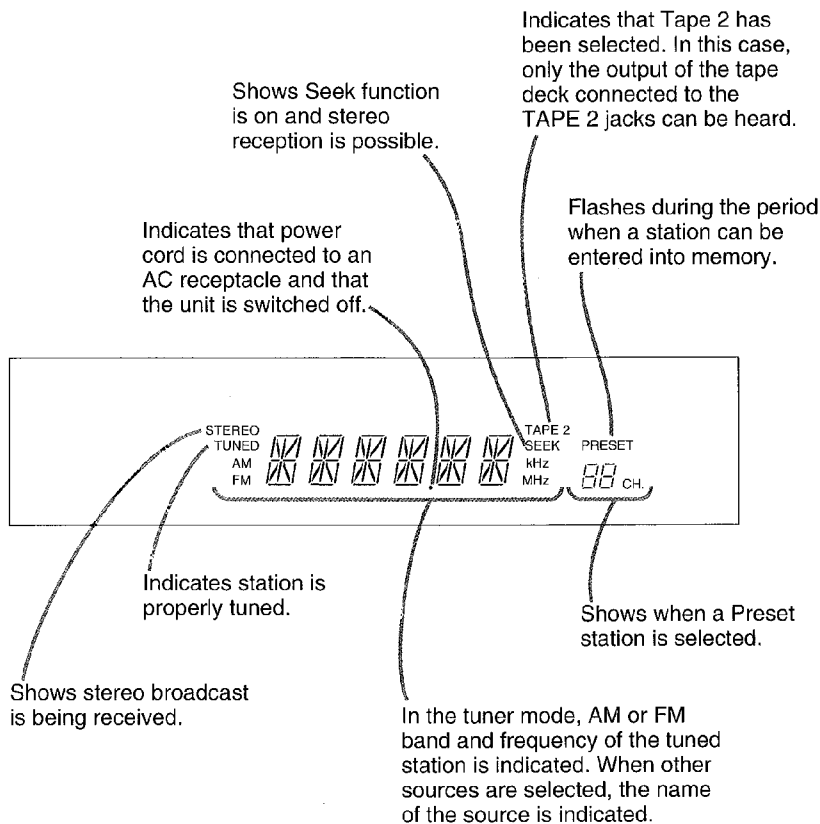 Indicates that Tape 2 has
been selected. In this case,
only the output of the tape
deck connected to the
TAPE 2 jacks can be heard.
Shows Seek function
is on and stereo
reception is possible.
Flashes during the period
when a station can be
entered into memory.
Indicates that power
cord is connected to an
AC receptacle and that
the unit is switched off.
STEREO
TUNED
AM
FM
TAPE 2
SEEK
kHz
MHz
PRESET
88 CH.
Indicates station is
properly tuned.
Shows when a Preset
station is selected.
Shows stereo broadcast
is being received.
In the tuner mode, AM or FM
band and frequency of the tuned
station is indicated. When other
sources are selected, the name
of the source is indicated.